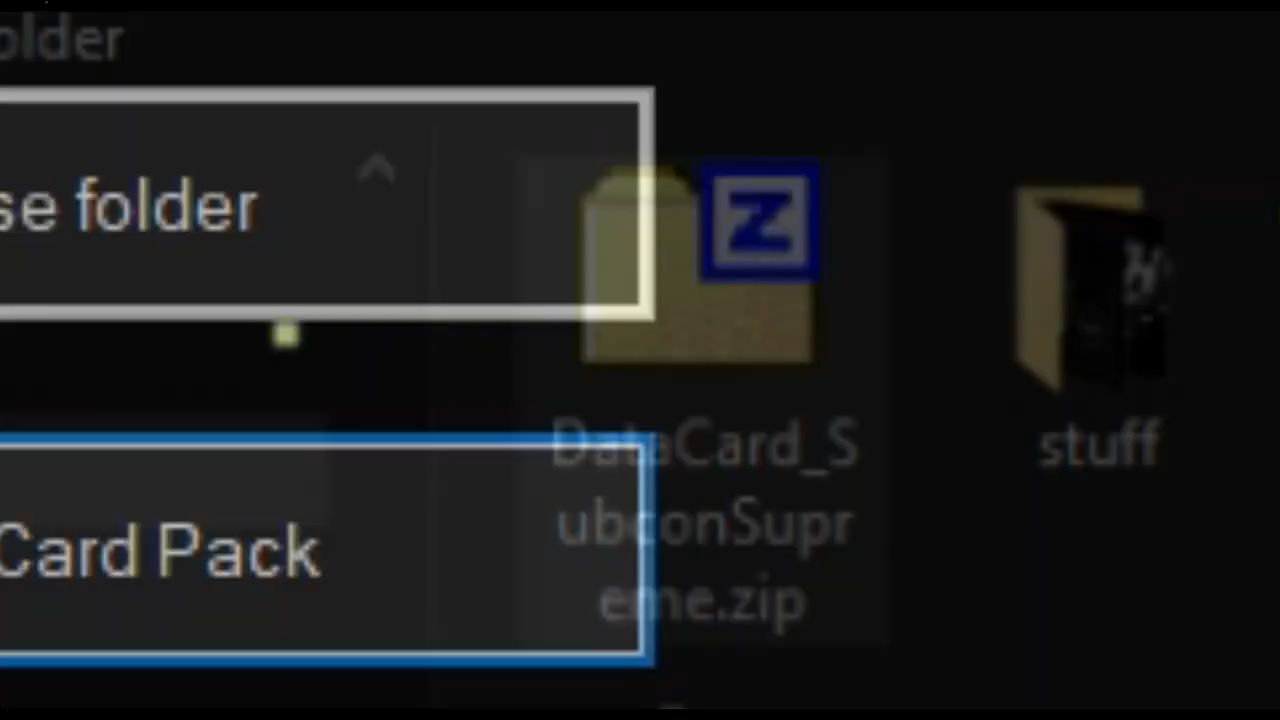 older
se folder
Z
DataCard_S
ubconSupr
eme.zip
stuff
Card Pack